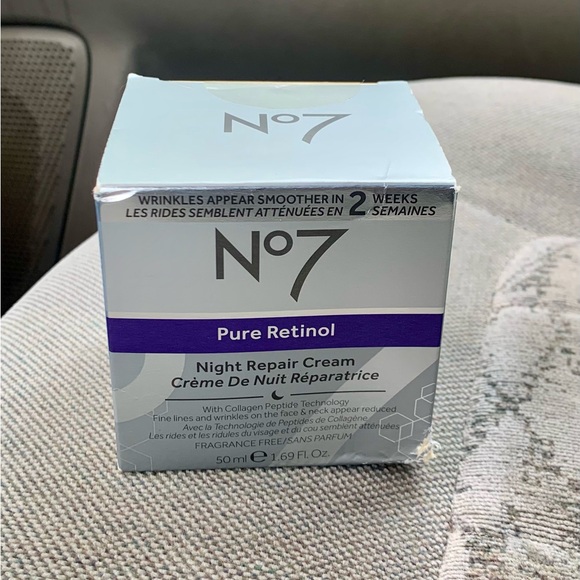 No7
WRINKLES APPEAR SMOOTHER IN 2 WEEKS
LES RIDES SEMBLENT ATTÉNUÉES EN 2 SEMAINES
No7
Pure Retinol
Night Repair Cream
Crème De Nuit Réparatrice
With Collagen Peptide Technology
Fine lines and wrinkles on the face & neck appear reduced
Avec la Technologie de Peptides de Collagène
Les rides et les ridules du visage et du cou semblent atténuées
FRAGRANCE FREE/SANS PARFUM
50 ml ℮ 1.69 Fl. Oz.